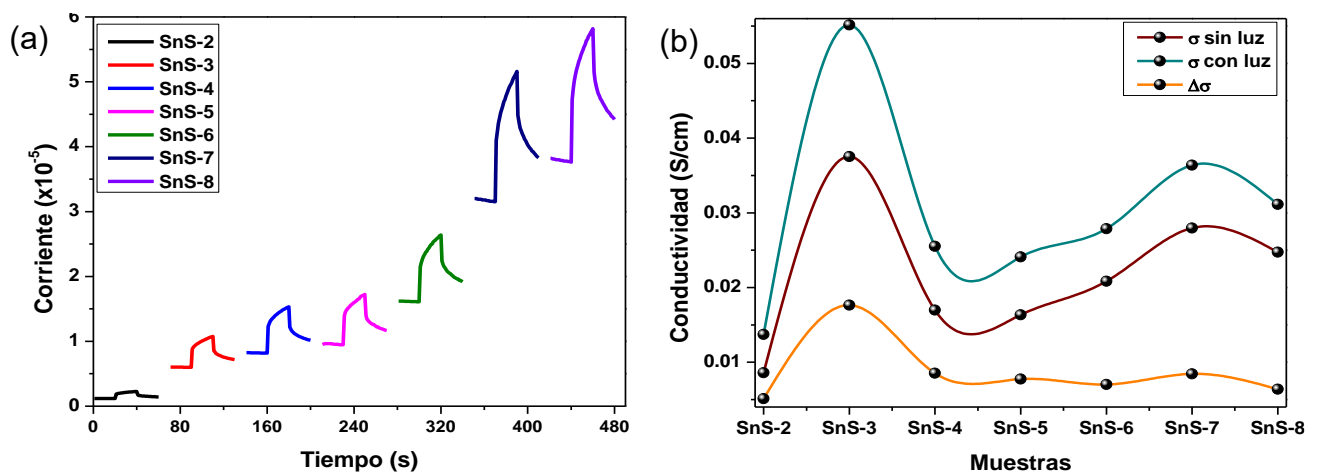 (a)
6
5
4
3
2
1
0
Corriente (x10⁻⁵)
SnS-2
SnS-3
SnS-4
SnS-5
SnS-6
SnS-7
SnS-8
0 80 160 240 320 400 480
Tiempo (s)
(b)
0.05
0.04
0.03
0.02
0.01
Conductividad (S/cm)
σ sin luz
σ con luz
Δσ
SnS-2 SnS-3 SnS-4 SnS-5 SnS-6 SnS-7 SnS-8
Muestras